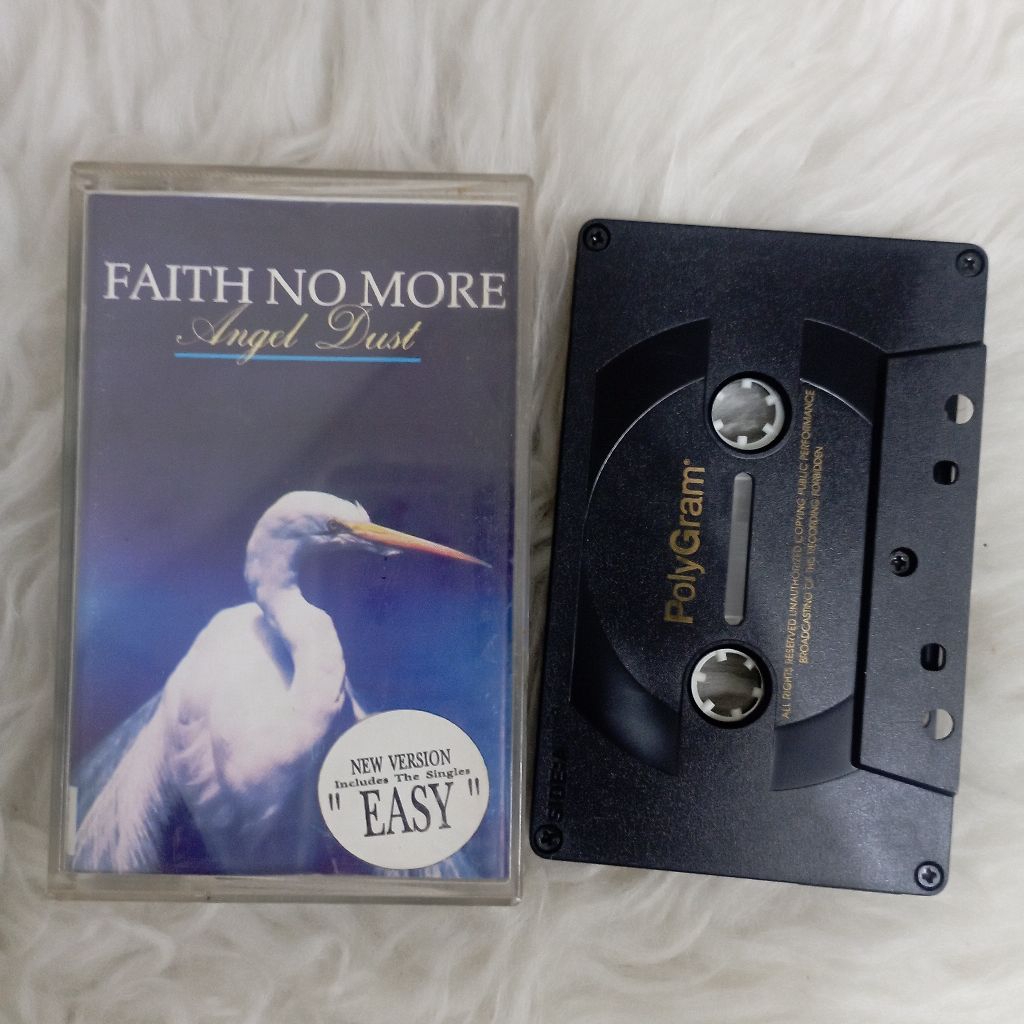 FAITH NO MORE
Angel Dust
NEW VERSION
Includes The Singles
" EASY "
PolyGram®
ALL RIGHTS RESERVED UNAUTHORIZED COPYING PUBLIC PERFORMANCE
BROADCASTING OF THIS RECORDING FORBIDDEN